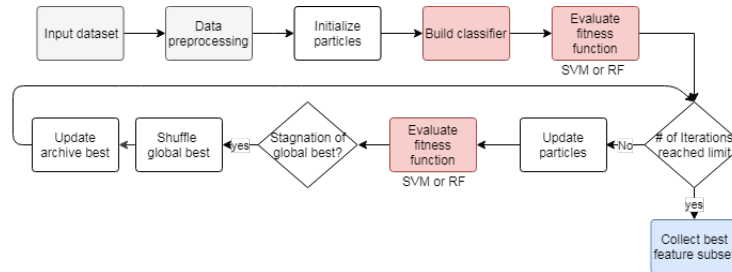 Input dataset
Data
preprocessing
Initialize
particles
Build classifier
Evaluate
fitness
function
SVM or RF
# of Iterations
reached limit
No
Update
particles
Evaluate
fitness
function
SVM or RF
Stagnation of
global best?
yes
Shuffle
global best
Update
archive best
yes
Collect best
feature subset